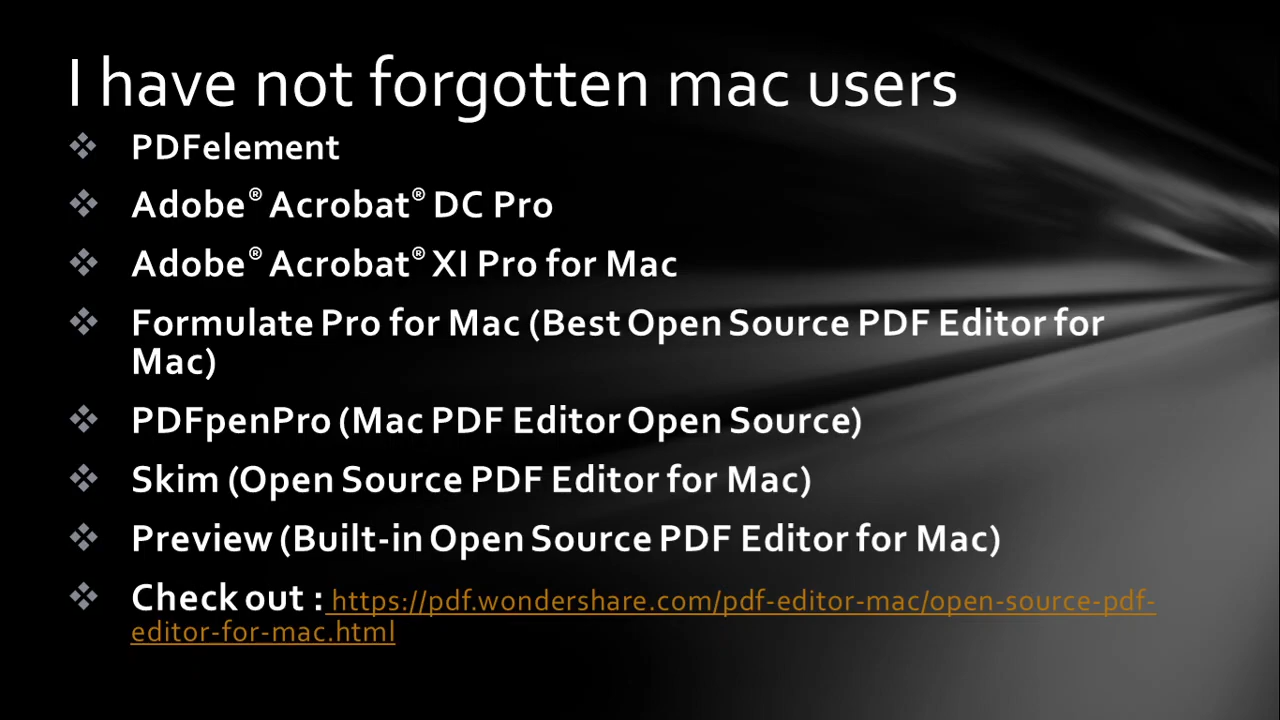 I have not forgotten mac users
PDFelement
Adobe® Acrobat® DC Pro
Adobe® Acrobat® XI Pro for Mac
Formulate Pro for Mac (Best Open Source PDF Editor for
Mac)
PDFpenPro (Mac PDF Editor Open Source)
Skim (Open Source PDF Editor for Mac)
Preview (Built-in Open Source PDF Editor for Mac)
Check out : https://pdf.wondershare.com/pdf-editor-mac/open-source-pdf-
editor-for-mac.html